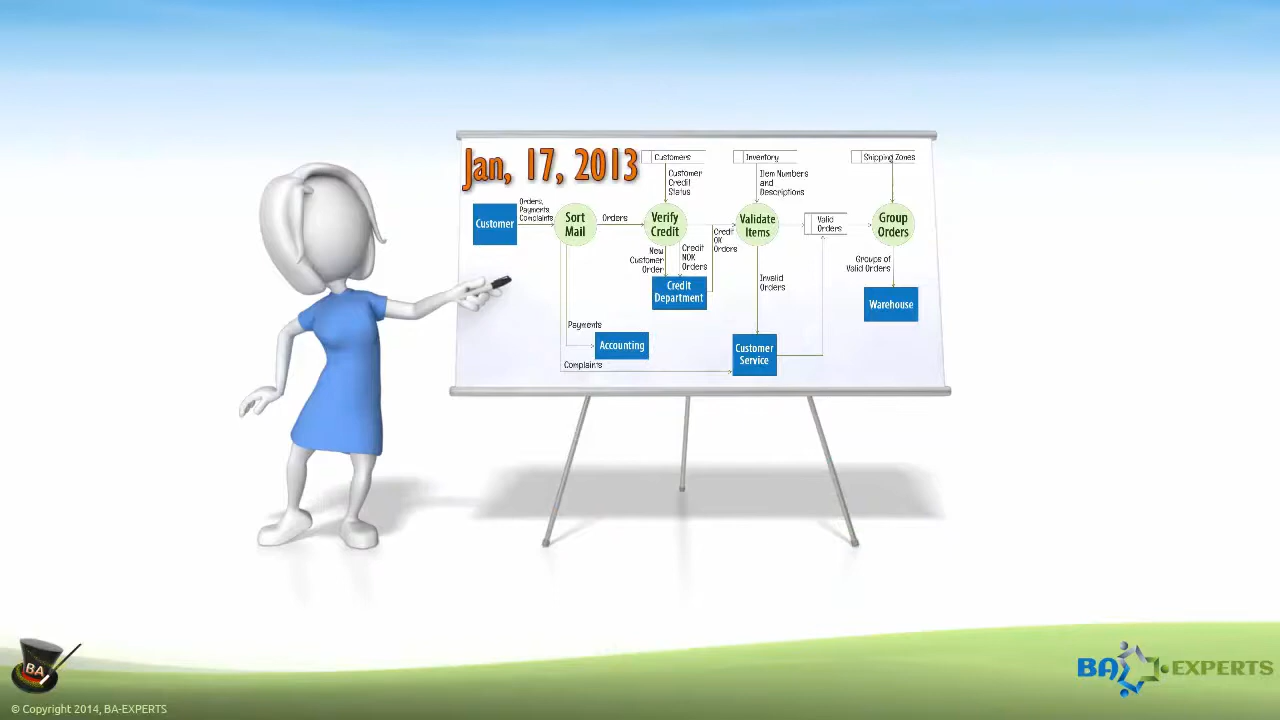 Jan, 17, 2013
Customers
Inventory
Shipping Zones
Customer
Credit
Status
Item Numbers
and
Descriptions
Orders,
Payments
Complaints
Customer
Sort
Mail
Orders
Verify
Credit
Credit
OK
Orders
Validate
Items
Valid
Orders
Group
Orders
New
Customer
Order
Credit
NOK
Orders
Credit
Department
Invalid
Orders
Groups of
Valid Orders
Warehouse
Payments
Accounting
Customer
Service
Complaints
BA
© Copyright 2014, BA-EXPERTS
BA EXPERTS